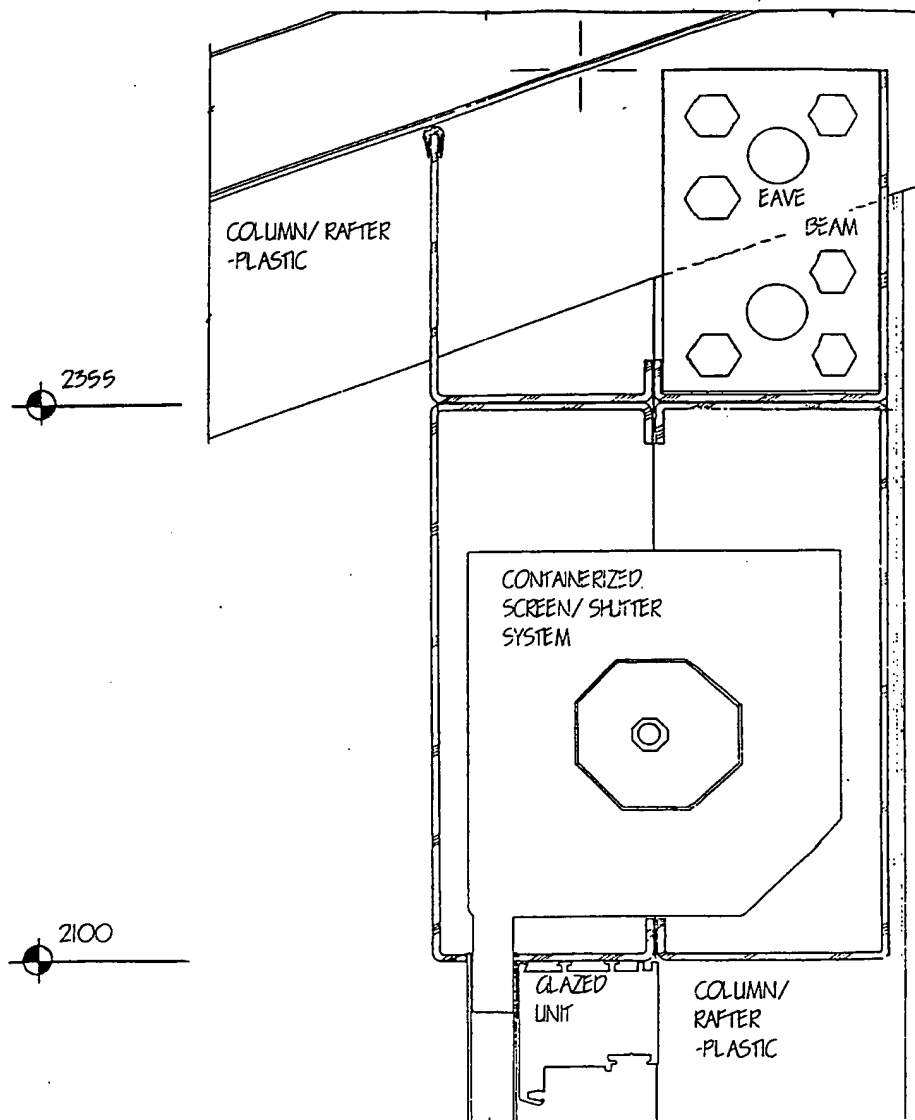 EAVE
BEAM
COLUMN/ RAFTER
-PLASTIC
2355
CONTAINERIZED
SCREEN/ SHUTTER
SYSTEM
2100
GLAZED
UNIT
COLUMN/
RAFTER
-PLASTIC